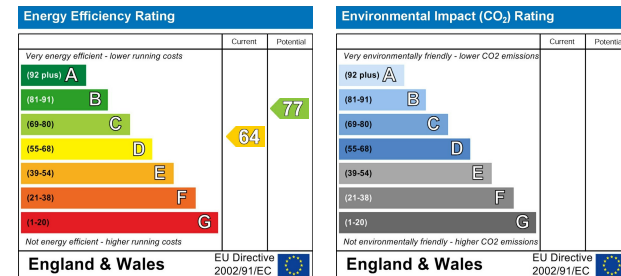 Energy Efficiency Rating
Current Potential
Very energy efficient - lower running costs
(92 plus) A
(81-91) B
77
(69-80) C
64
(55-68) D
(39-54) E
(21-38) F
(1-20) G
Not energy efficient - higher running costs
England & Wales
EU Directive
2002/91/EC
Environmental Impact (CO2) Rating
Current Potentia
Very environmentally friendly - lower CO2 emissions
(92 plus) A
(81-91) B
(69-80) C
(55-68) D
(39-54) E
(21-38) F
(1-20) G
Not environmentally friendly - higher CO2 emissions
England & Wales
EU Directive
2002/91/EC